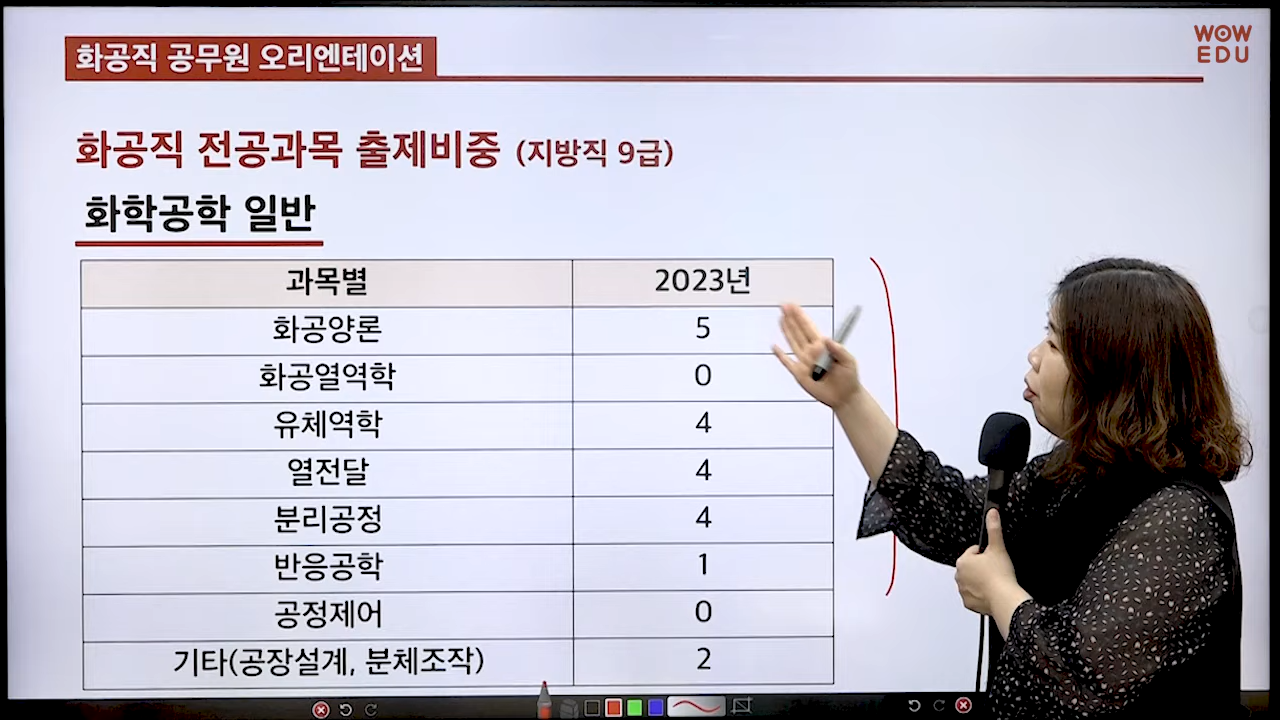 화공직 공무원 오리엔테이션
WOW
EDU
화공직 전공과목 출제비중 (지방직 9급)
화학공학 일반
과목별 2023년
화공양론 5
화공열역학 0
유체역학 4
열전달 4
분리공정 4
반응공학 1
공정제어 0
기타(공장설계, 분체조작) 2